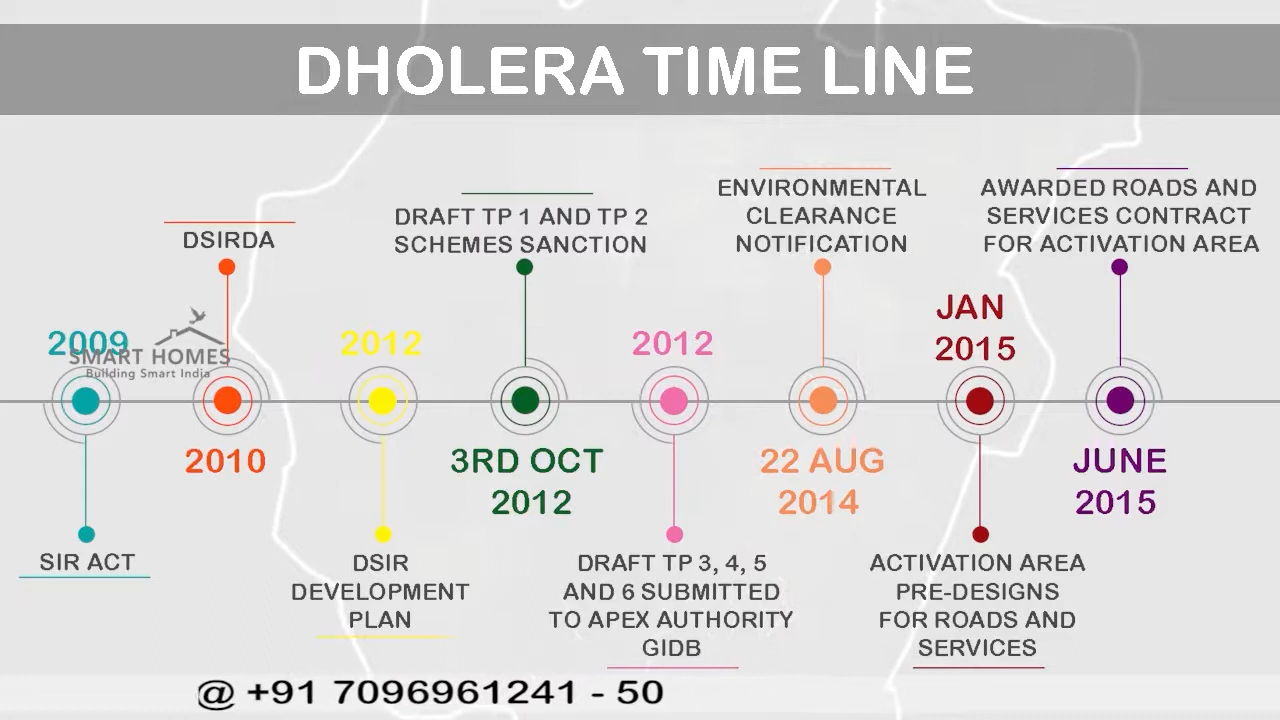 DHOLERA TIME LINE
2009
SIR ACT
SMART HOMES
Building Smart India
DSIRDA
2010
2012
DSIR
DEVELOPMENT
PLAN
DRAFT TP 1 AND TP 2
SCHEMES SANCTION
3RD OCT
2012
2012
DRAFT TP 3, 4, 5
AND 6 SUBMITTED
TO APEX AUTHORITY
GIDB
ENVIRONMENTAL
CLEARANCE
NOTIFICATION
22 AUG
2014
JAN
2015
ACTIVATION AREA
PRE-DESIGNS
FOR ROADS AND
SERVICES
AWARDED ROADS AND
SERVICES CONTRACT
FOR ACTIVATION AREA
JUNE
2015
@ +91 7096961241 - 50